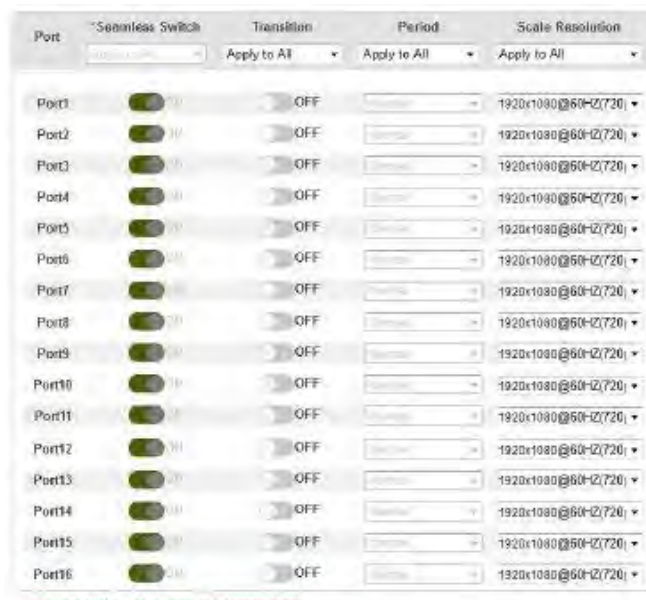 Port *Seamless Switch Transition Period Scale Resolution
Apply to All Apply to All Apply to All
Port1 OFF 1920x1080@60HZ(720
Port2 OFF 1920x1080@60HZ(720
Port3 OFF 1920x1080@60HZ(720
Port4 OFF 1920x1080@60HZ(720
Port5 OFF 1920x1080@60HZ(720
Port6 OFF 1920x1080@60HZ(720
Port7 OFF 1920x1080@60HZ(720
Port8 OFF 1920x1080@60HZ(720
Port9 OFF 1920x1080@60HZ(720
Port10 OFF 1920x1080@60HZ(720
Port11 OFF 1920x1080@60HZ(720
Port12 OFF 1920x1080@60HZ(720
Port13 OFF 1920x1080@60HZ(720
Port14 OFF 1920x1080@60HZ(720
Port15 OFF 1920x1080@60HZ(720
Port16 OFF 1920x1080@60HZ(720